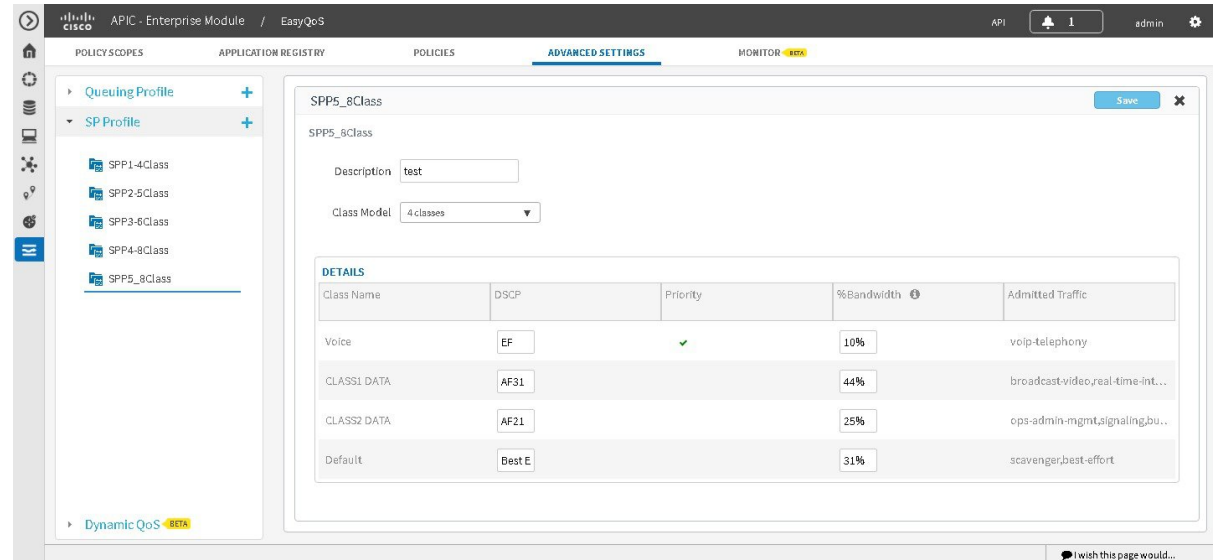 cisco APIC - Enterprise Module / EasyQoS API 1 admin
POLICY SCOPES APPLICATION REGISTRY POLICIES ADVANCED SETTINGS MONITOR BETA
Queuing Profile +
SP Profile +
SPP1-4Class
SPP2-5Class
SPP3-6Class
SPP4-8Class
SPP5_8Class
Dynamic QoS BETA
SPP5_8Class Save
SPP5_8Class
Description test
Class Model 4 classes
DETAILS
Class Name DSCP Priority %Bandwidth Admitted Traffic
Voice EF 10% voip-telephony
CLASS1 DATA AF31 44% broadcast-video,real-time-int...
CLASS2 DATA AF21 25% ops-admin-mgmt,signaling,bu...
Default Best E 31% scavenger,best-effort
I wish this page would...